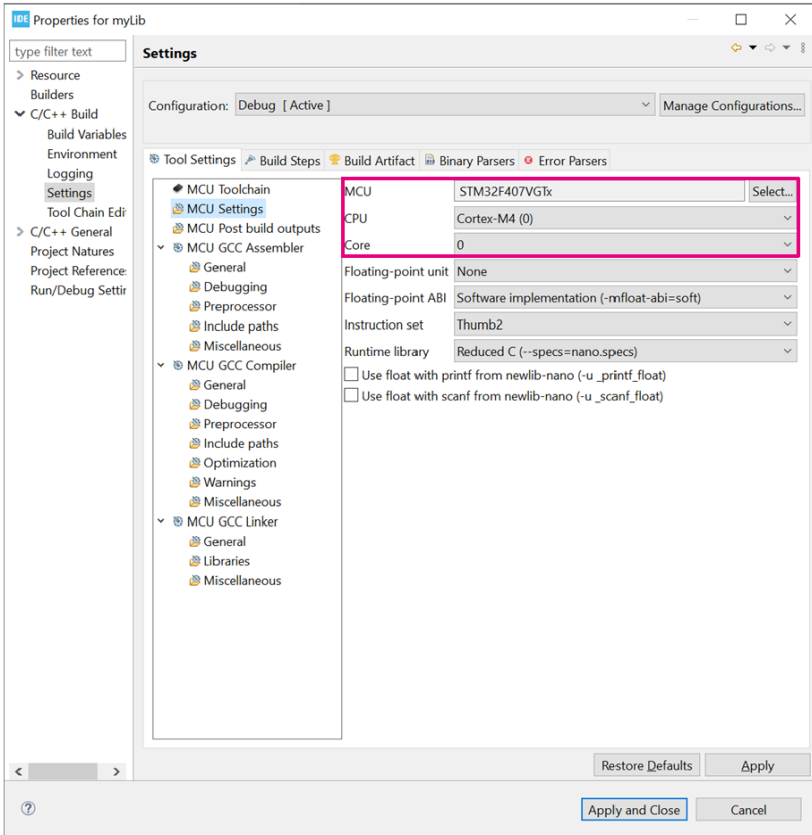 IDE Properties for myLib
type filter text
Settings
Resource
Builders
C/C++ Build
Build Variables
Environment
Logging
Settings
Tool Chain Edi
C/C++ General
Project Natures
Project Reference
Run/Debug Settir
Configuration: Debug [ Active ] Manage Configurations...
Tool Settings Build Steps Build Artifact Binary Parsers Error Parsers
MCU Toolchain
MCU Settings
MCU Post build outputs
MCU GCC Assembler
General
Debugging
Preprocessor
Include paths
Miscellaneous
MCU GCC Compiler
General
Debugging
Preprocessor
Include paths
Optimization
Warnings
Miscellaneous
MCU GCC Linker
General
Libraries
Miscellaneous
MCU STM32F407VGTx Select...
CPU Cortex-M4 (0)
Core 0
Floating-point unit None
Floating-point ABI Software implementation (-mfloat-abi=soft)
Instruction set Thumb2
Runtime library Reduced C (--specs=nano.specs)
Use float with printf from newlib-nano (-u _printf_float)
Use float with scanf from newlib-nano (-u _scanf_float)
Restore Defaults Apply
Apply and Close Cancel